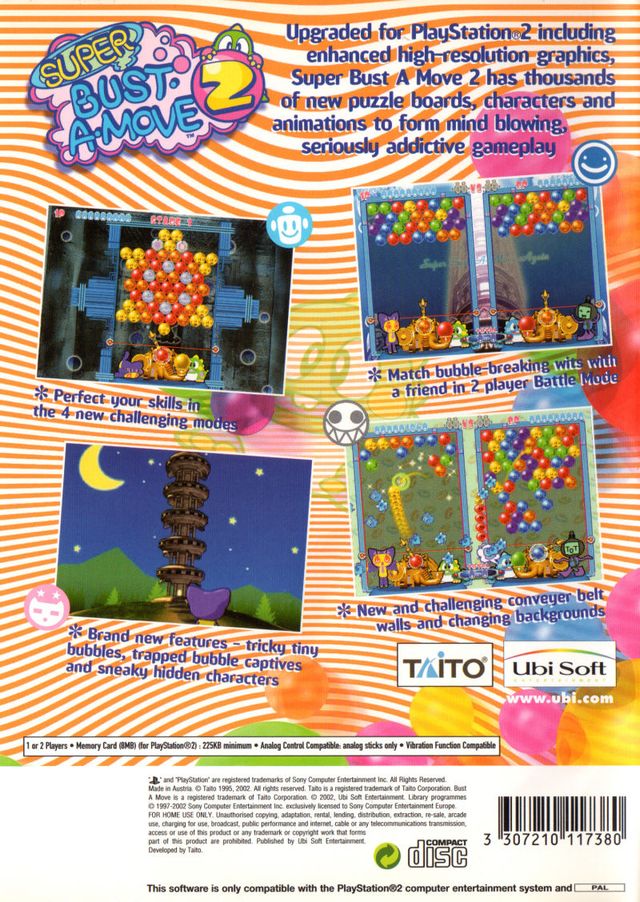 SUPER
BUST-
A-MOVE 2™
Upgraded for PlayStation®2 including
enhanced high-resolution graphics,
Super Bust A Move 2 has thousands
of new puzzle boards, characters and
animations to form mind blowing,
seriously addictive gameplay
* Perfect your skills in
the 4 new challenging modes
* Match bubble-breaking wits with
a friend in 2 player Battle Mode
* Brand new features – tricky tiny
bubbles, trapped bubble captives
and sneaky hidden characters
* New and challenging conveyer belt
walls and changing backgrounds
TAITO®
Ubi Soft
ENTERTAINMENT
www.ubi.com
1 or 2 Players • Memory Card (8MB) (for PlayStation®2) : 225KB minimum • Analog Control Compatible: analog sticks only • Vibration Function Compatible
" " and "PlayStation" are registered trademarks of Sony Computer Entertainment Inc. All Rights Reserved.
Made in Austria. © Taito 1995, 2002. All rights reserved. Taito is a registered trademark of Taito Corporation. Bust
A Move is a registered trademark of Taito Corporation. © 2002, Ubi Soft Entertainment. Library programmes
© 1997-2002 Sony Computer Entertainment Inc. exclusively licensed to Sony Computer Entertainment Europe.
FOR HOME USE ONLY. Unauthorised copying, adaptation, rental, lending, distribution, extraction, re-sale, arcade
use, charging for use, broadcast, public performance and internet, cable or any telecommunications transmission,
access or use of this product or any trademark or copyright work that forms
part of this product are prohibited. Published by Ubi Soft Entertainment.
Developed by Taito.
COMPACT
disc
3 307210 117380
This software is only compatible with the PlayStation®2 computer entertainment system and PAL